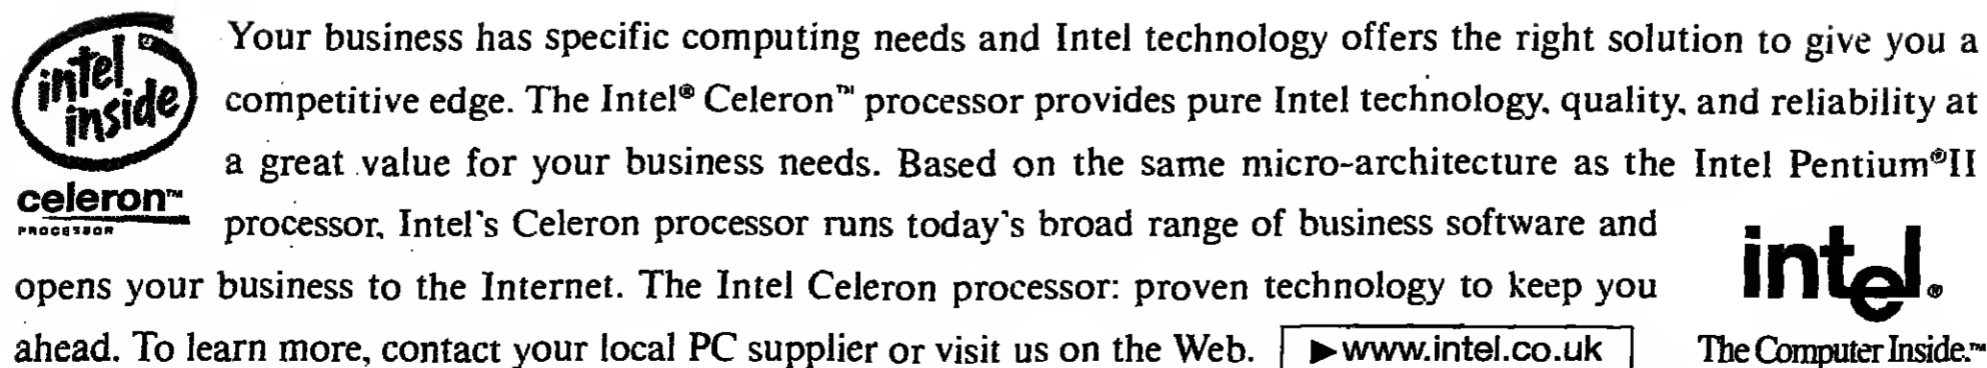 intel
inside
celeron™
PROCESSOR
Your business has specific computing needs and Intel technology offers the right solution to give you a
competitive edge. The Intel® Celeron™ processor provides pure Intel technology, quality, and reliability at
a great value for your business needs. Based on the same micro-architecture as the Intel Pentium®II
processor, Intel's Celeron processor runs today's broad range of business software and
opens your business to the Internet. The Intel Celeron processor: proven technology to keep you
ahead. To learn more, contact your local PC supplier or visit us on the Web. ►www.intel.co.uk
intel®
The Computer Inside.™